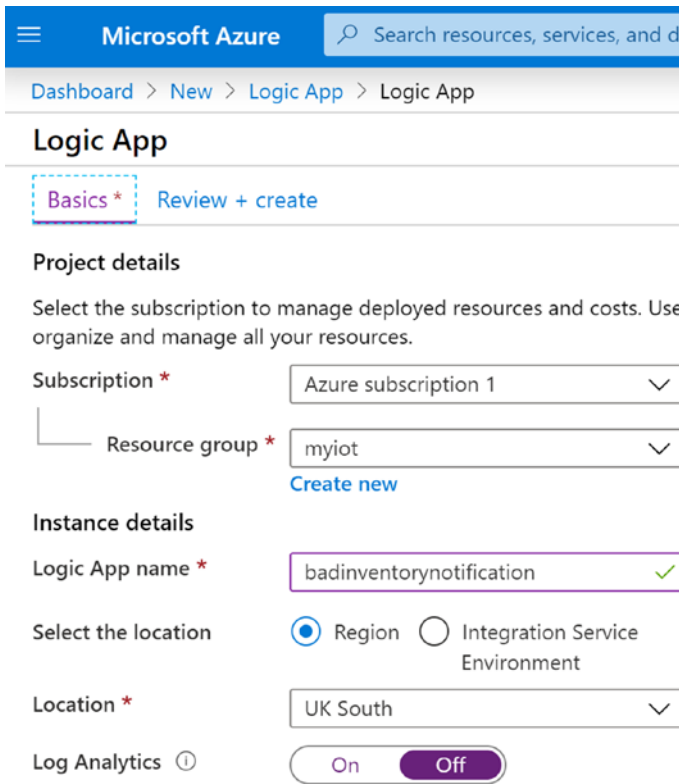 Microsoft Azure Search resources, services, and d
Dashboard > New > Logic App > Logic App
Logic App
Basics * Review + create
Project details
Select the subscription to manage deployed resources and costs. Use
organize and manage all your resources.
Subscription * Azure subscription 1
Resource group * myiot
Create new
Instance details
Logic App name * badinventorynotification
Select the location Region Integration Service
Environment
Location * UK South
Log Analytics On Off